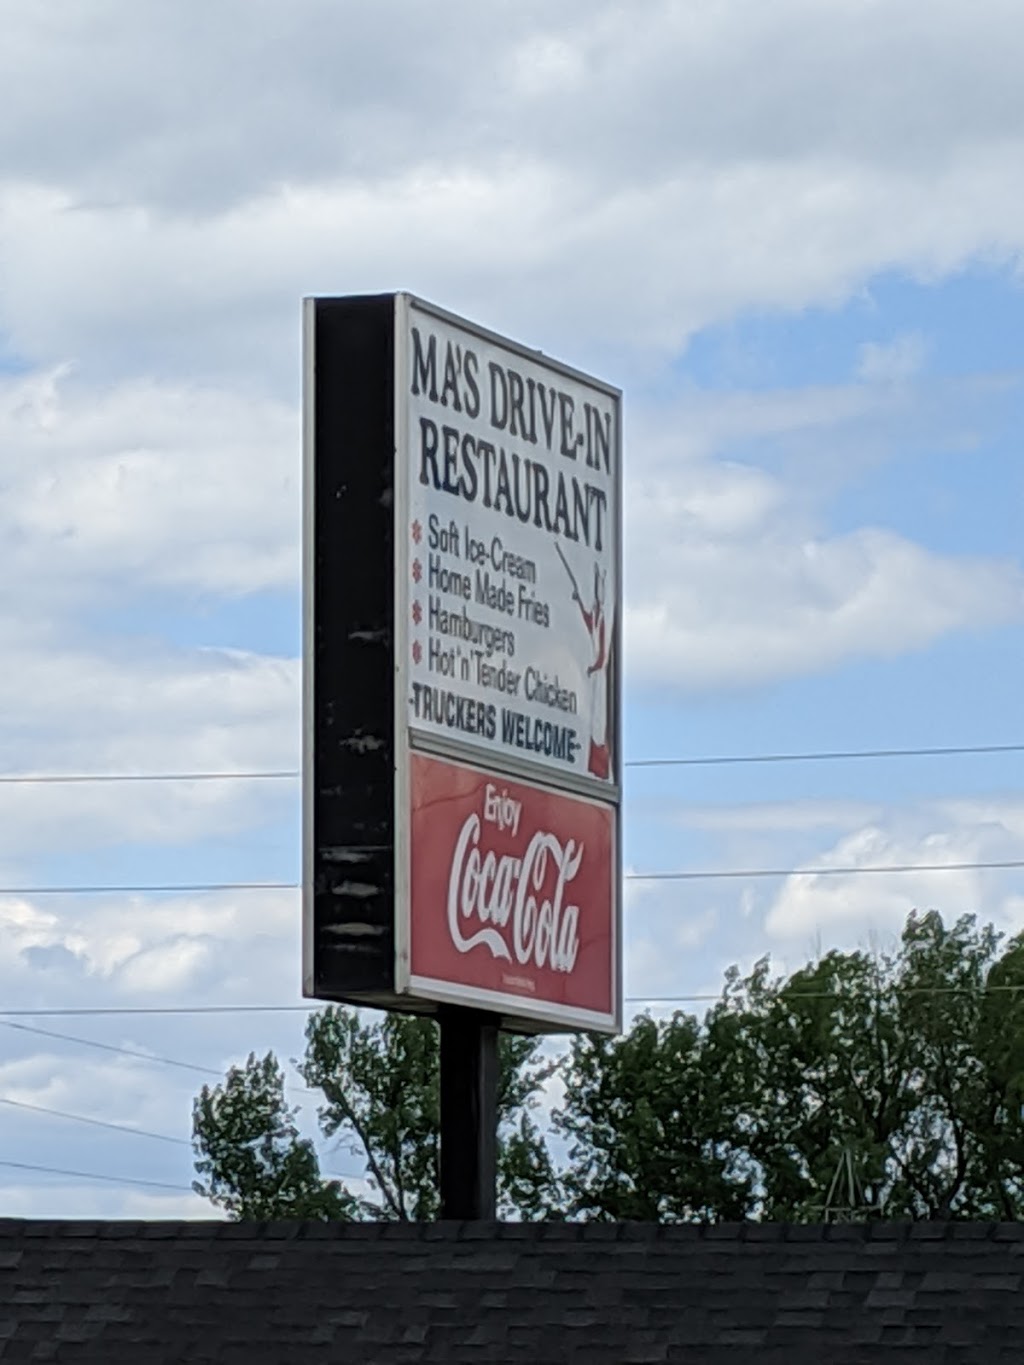 MA'S DRIVE-IN
RESTAURANT
* Soft Ice-Cream
* Home Made Fries
* Hamburgers
* Hot 'n' Tender Chicken
-TRUCKERS WELCOME-
Enjoy
Coca-Cola